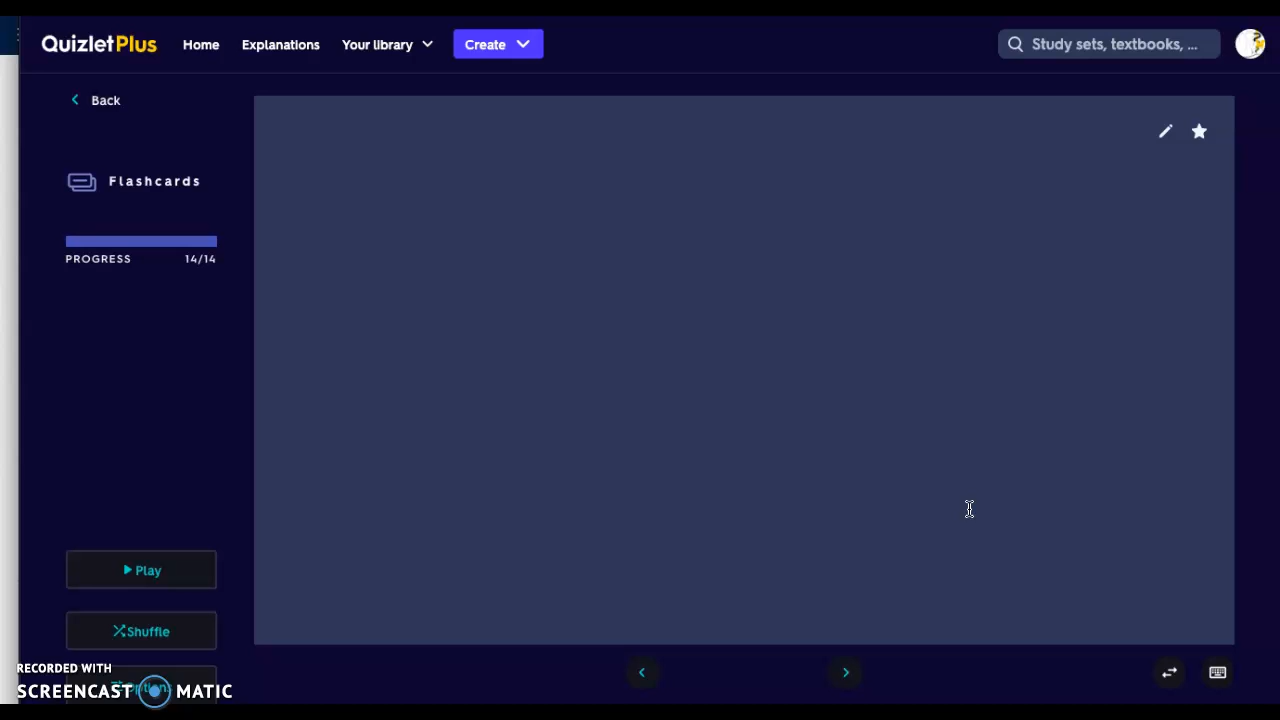 QuizletPlus Home Explanations Your library Create Study sets, textbooks, ...
Back
Flashcards
PROGRESS 14/14
Play
Shuffle
Options
RECORDED WITH
SCREENCAST MATIC